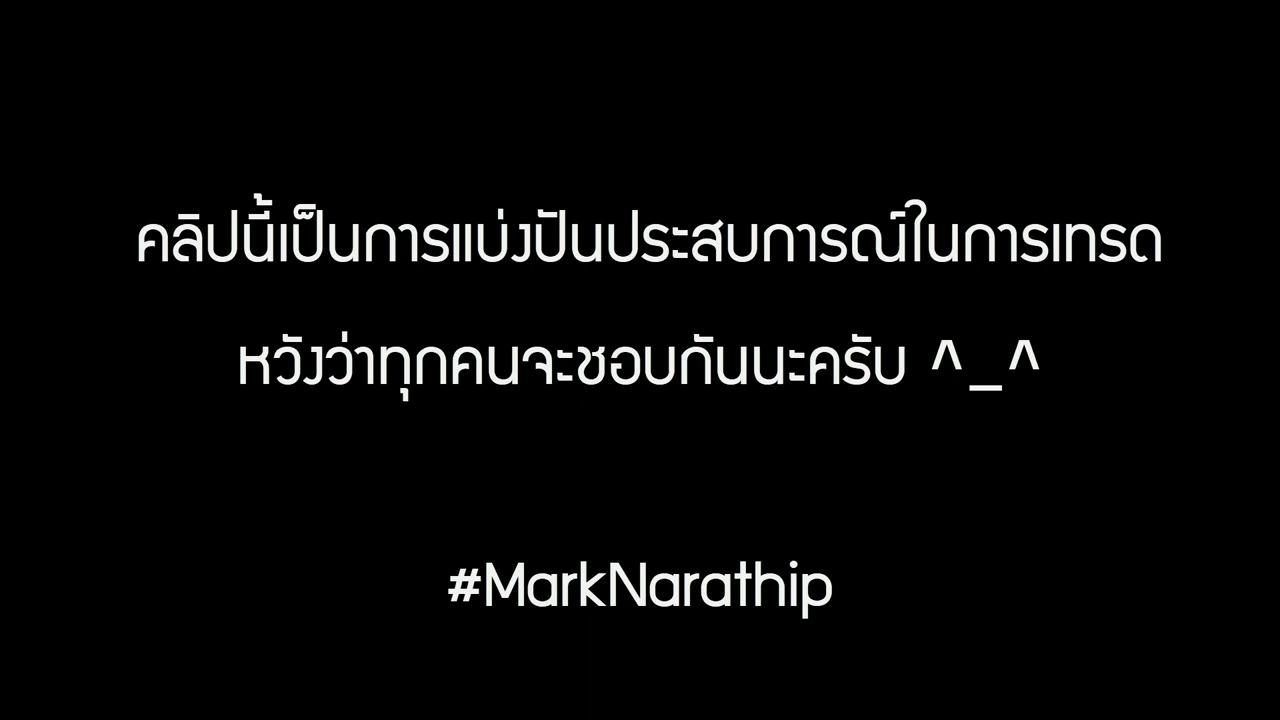 คลิปนี้เป็นการแบ่งปันประสบการณ์ในการเทรด
หวังว่าทุกคนจะชอบกันนะครับ ^_^
#MarkNarathip